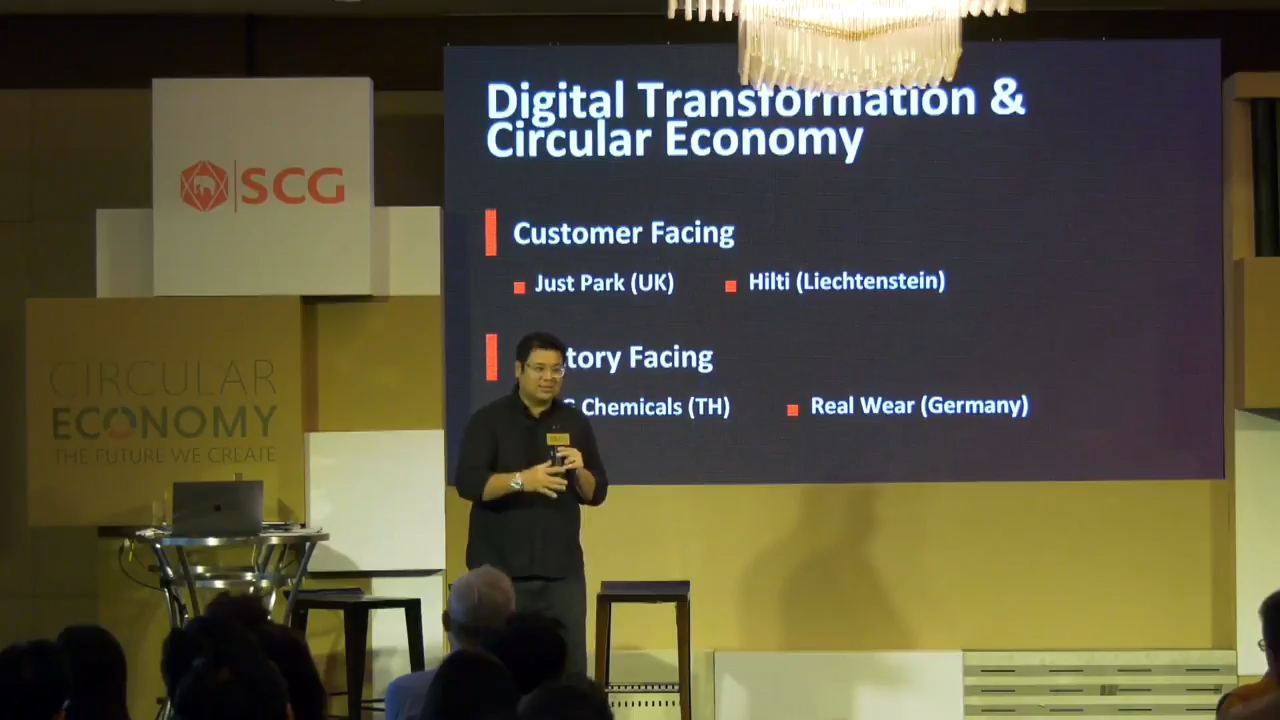 SCG
CIRCULAR
ECONOMY
THE FUTURE WE CREATE
Digital Transformation &
Circular Economy
Customer Facing
Just Park (UK)
Hilti (Liechtenstein)
tory Facing
Chemicals (TH)
Real Wear (Germany)